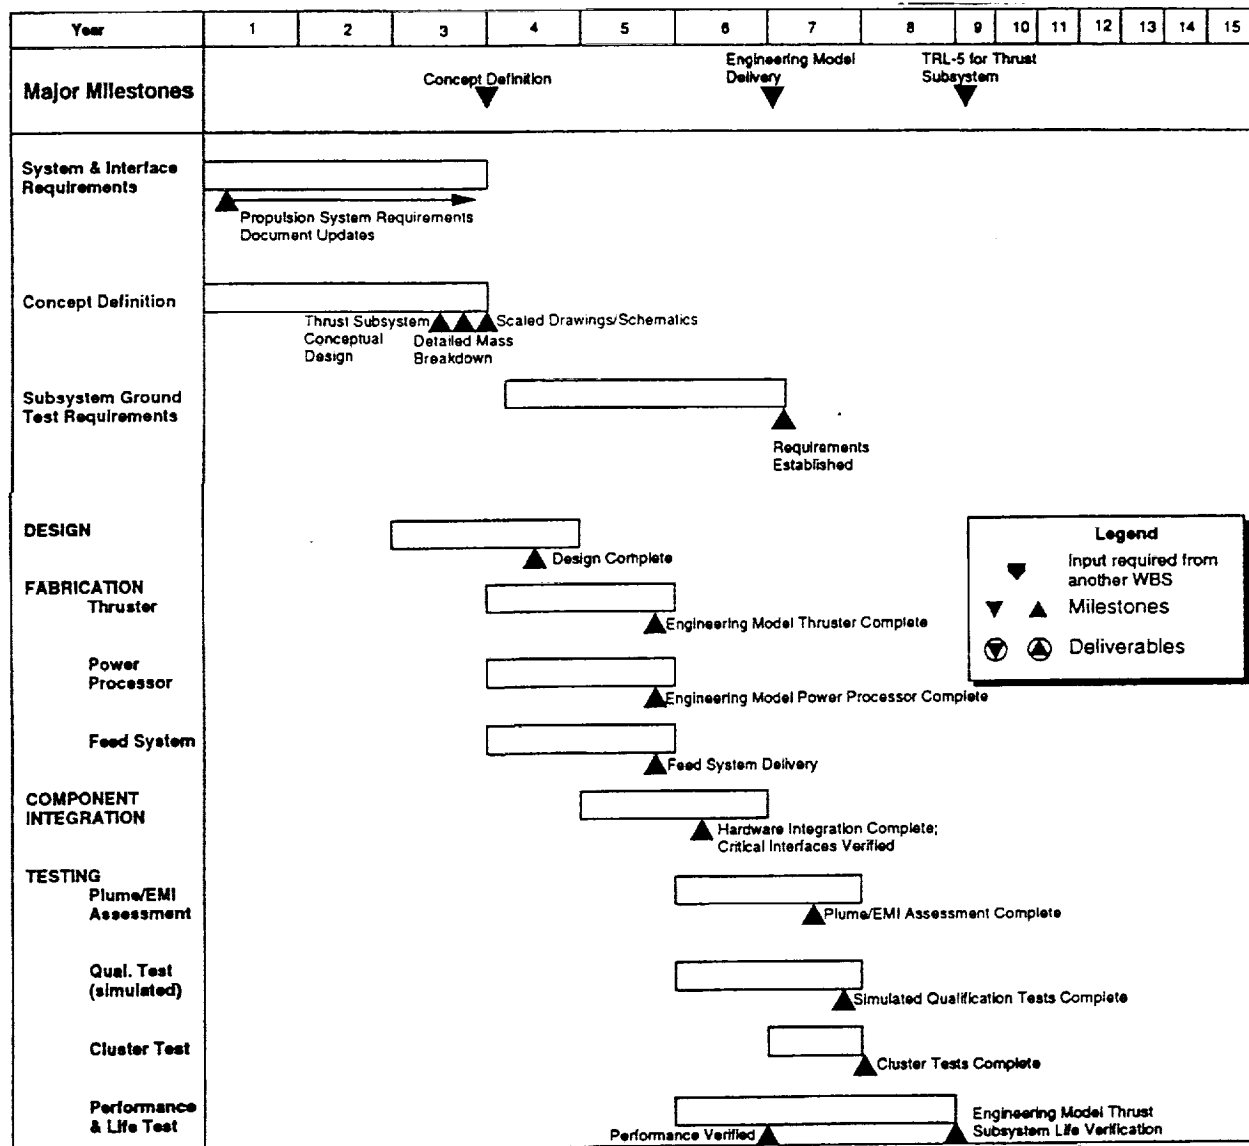 Year 1 2 3 4 5 6 7 8 9 10 11 12 13 14 15
Major Milestones
Concept Definition
Engineering Model
Delivery
TRL-5 for Thrust
Subsystem
System & Interface
Requirements
Propulsion System Requirements
Document Updates
Concept Definition
Thrust Subsystem
Conceptual
Design
Detailed Mass
Breakdown
Scaled Drawings/Schematics
Subsystem Ground
Test Requirements
Requirements
Established
DESIGN
Design Complete
FABRICATION
Thruster
Engineering Model Thruster Complete
Power
Processor
Engineering Model Power Processor Complete
Feed System
Feed System Delivery
COMPONENT
INTEGRATION
Hardware Integration Complete;
Critical Interfaces Verified
TESTING
Plume/EMI
Assessment
Plume/EMI Assessment Complete
Qual. Test
(simulated)
Simulated Qualification Tests Complete
Cluster Test
Cluster Tests Complete
Performance
& Life Test
Performance Verified
Engineering Model Thrust
Subsystem Life Verification
Legend
Input required from
another WBS
Milestones
Deliverables